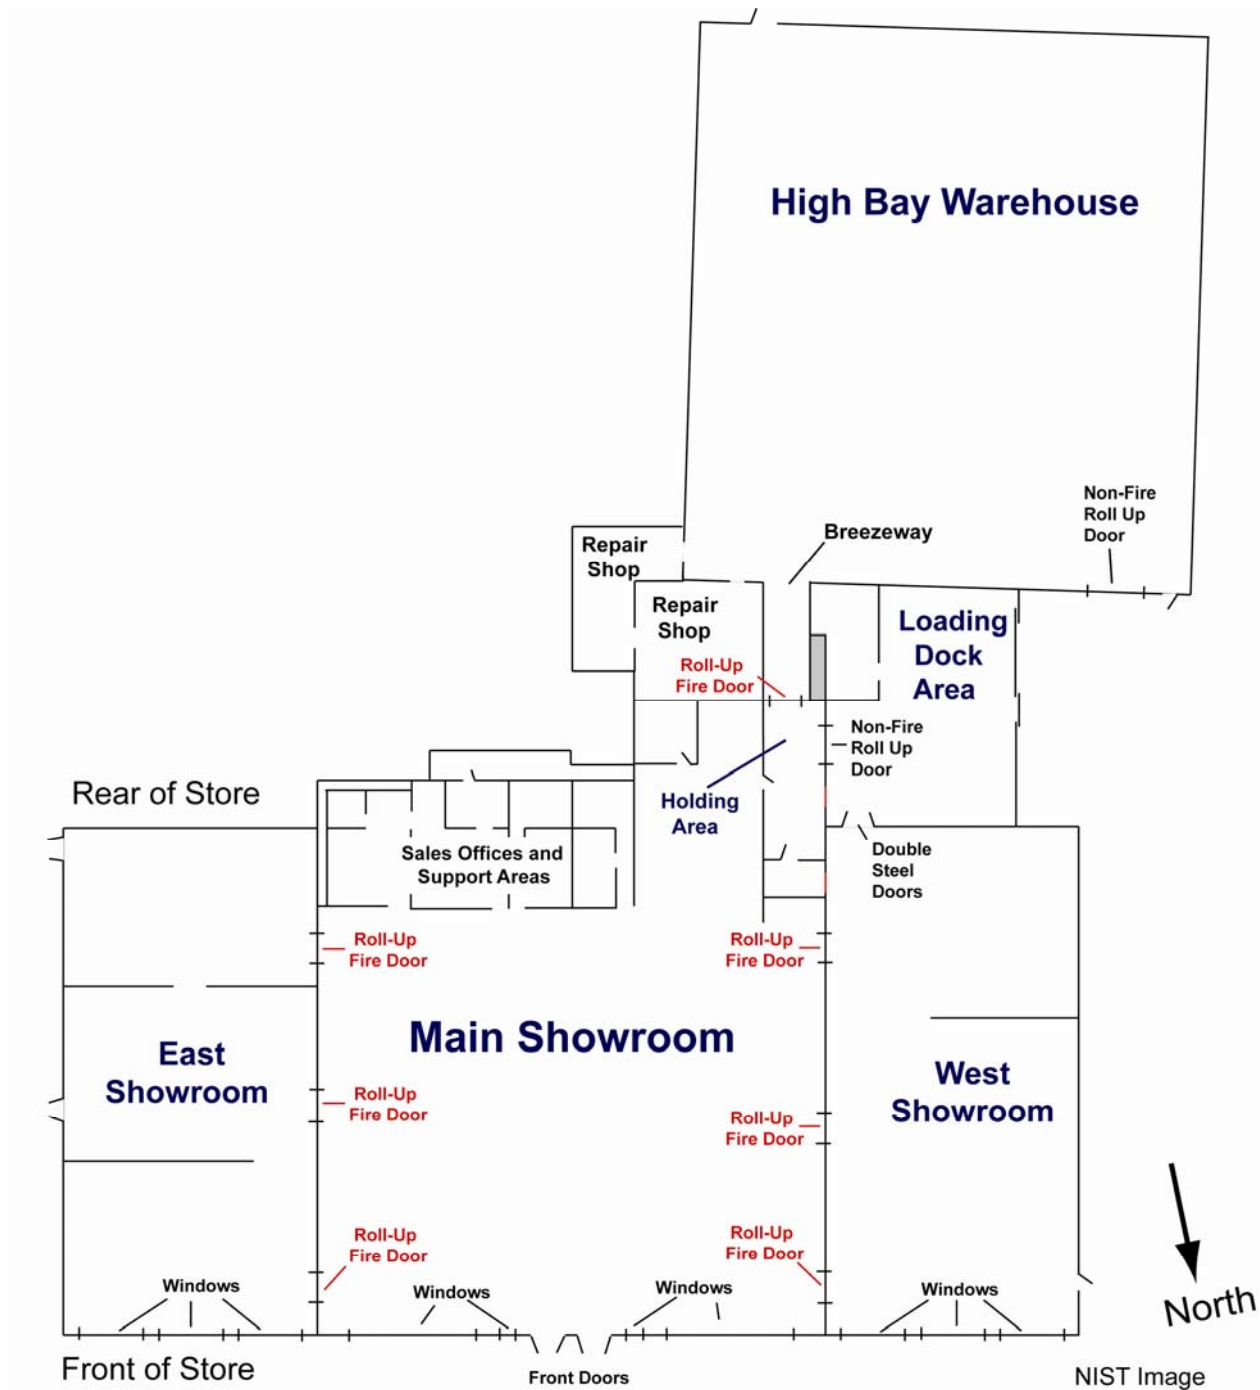 High Bay Warehouse
Non-Fire
Roll Up
Door
Breezeway
Repair
Shop
Repair
Shop
Loading
Dock
Area
Roll-Up
Fire Door
Non-Fire
Roll Up
Door
Rear of Store
Holding
Area
Sales Offices and
Support Areas
Double
Steel
Doors
Roll-Up
Fire Door
Roll-Up
Fire Door
Main Showroom
East
Showroom
West
Showroom
Roll-Up
Fire Door
Roll-Up
Fire Door
Roll-Up
Fire Door
Roll-Up
Fire Door
Windows
Windows
Windows
Windows
North
Front of Store
Front Doors
NIST Image